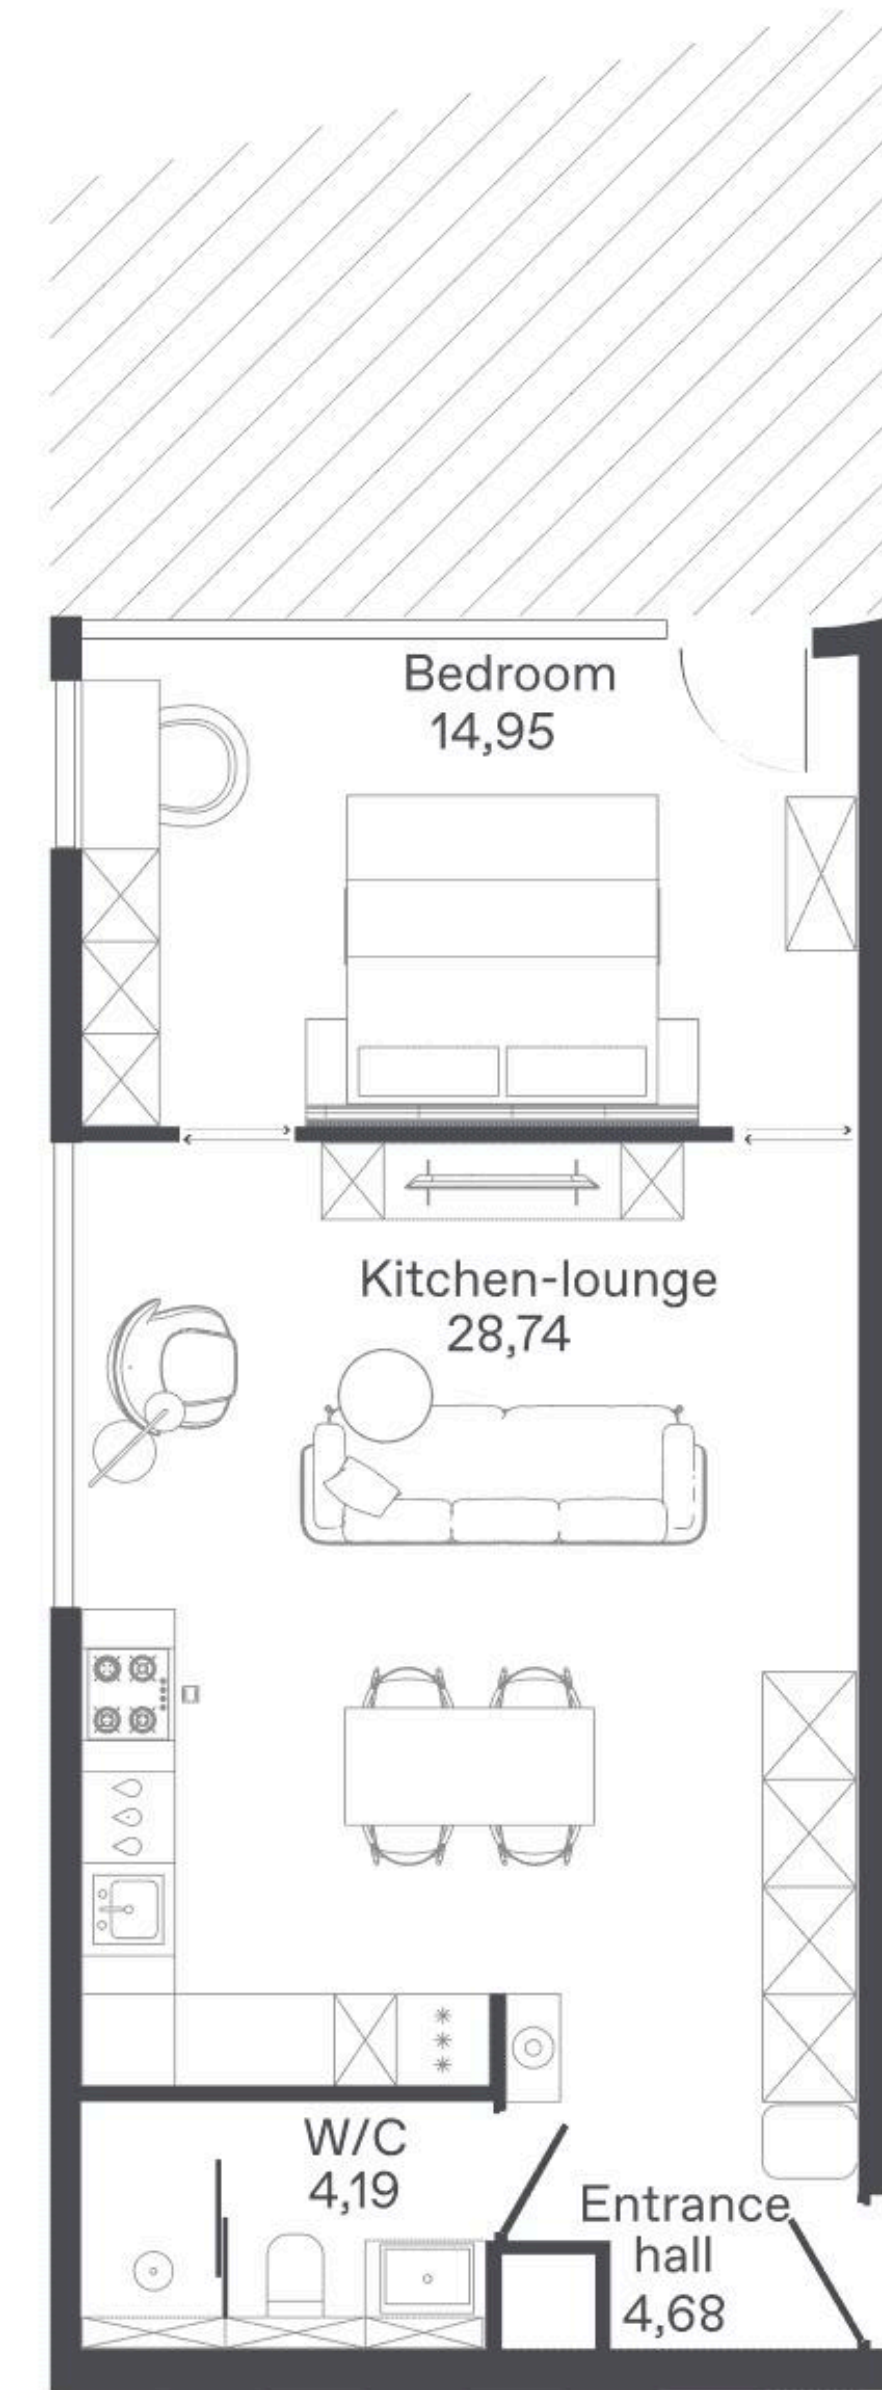 Bedroom
14,95
Kitchen-lounge
28,74
W/C
4,19
Entrance
hall
4,68